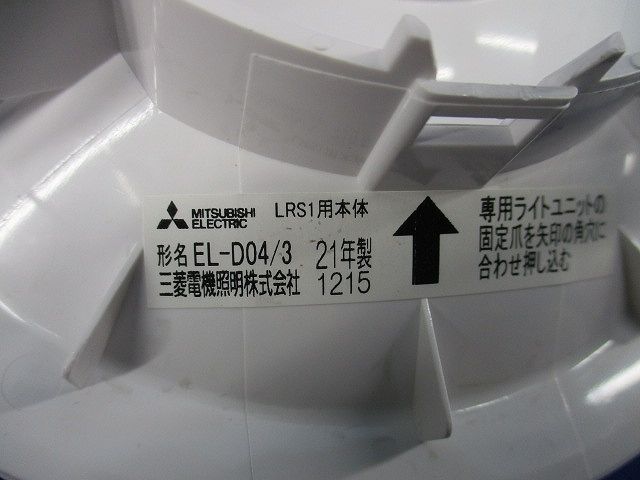 MITSUBISHI
ELECTRIC
LRS1用本体
形名 EL-D04/3 21年製
三菱電機照明株式会社 1215
専用ライトユニットの
固定爪を矢印の角穴に
合わせ押し込む